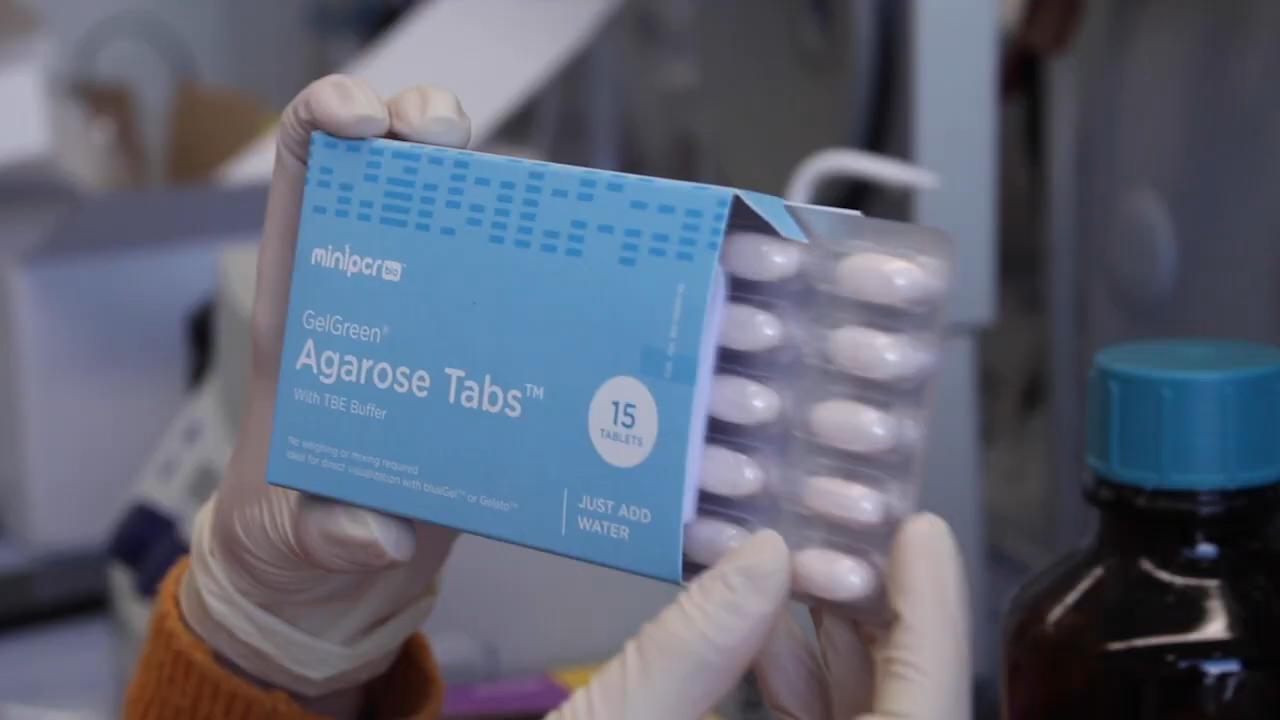 minipcr bio™
GelGreen®
Agarose Tabs™
With TBE Buffer
15
TABLETS
No weighing or mixing required
Ideal for direct visualization with blueGel™ or Gelato™
JUST ADD
WATER